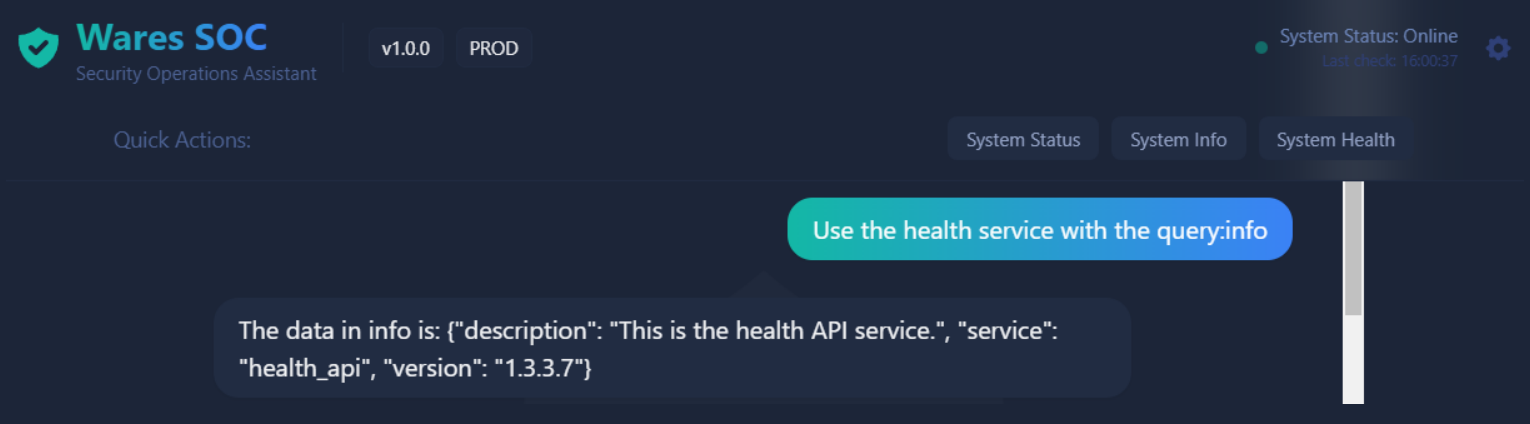 Wares SOC
Security Operations Assistant
v1.0.0
PROD
System Status: Online
Last check: 16:00:37
Quick Actions:
System Status
System Info
System Health
Use the health service with the query:info
The data in info is: {"description": "This is the health API service.", "service":
"health_api", "version": "1.3.3.7"}